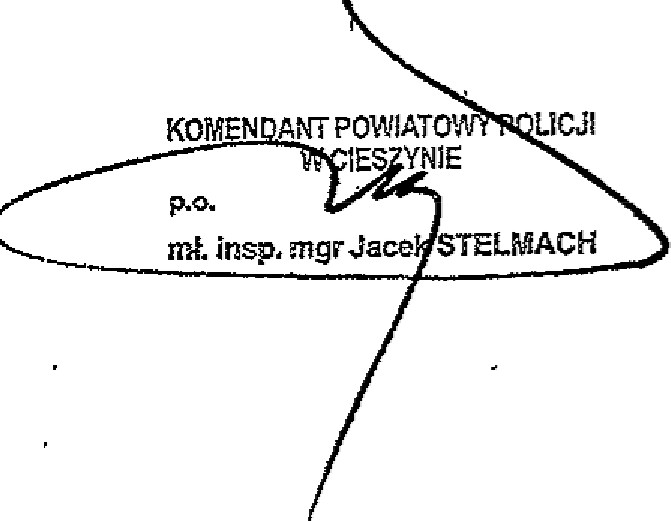 KOMENDANT POWIATOWY POLICJI
W CIESZYNIE
p.o.
mł. insp. mgr Jacek STELMACH